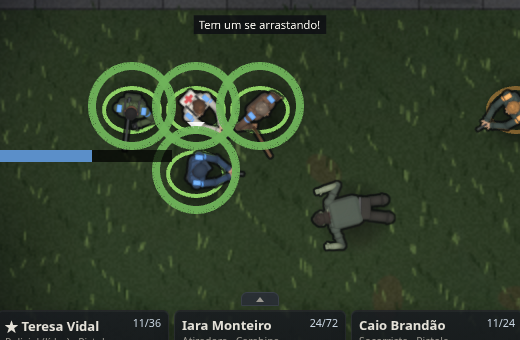 Tem um se arrastando!
★ Teresa Vidal 11/36
Iara Monteiro 24/72
Caio Brandão 11/24